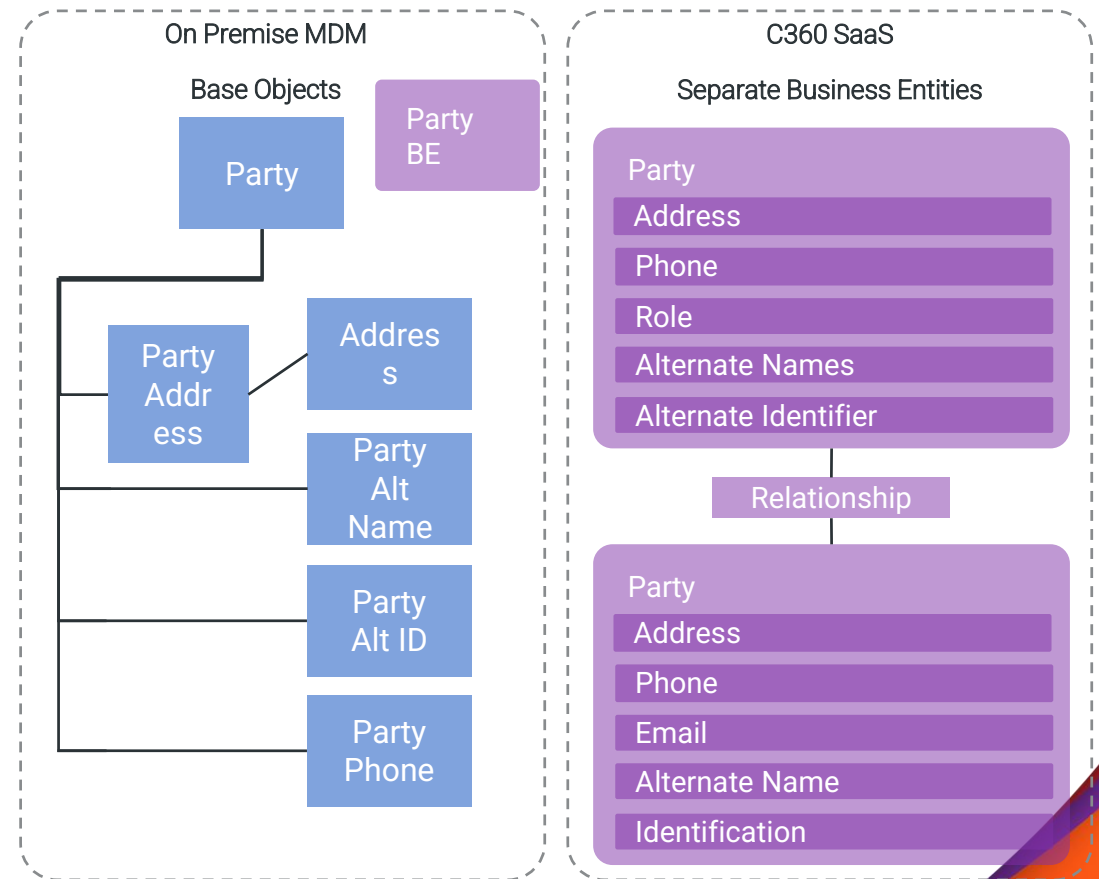 On Premise MDM
Base Objects
Party
BE
Party
Party
Addr
ess
Addres
s
Party
Alt
Name
Party
Alt ID
Party
Phone
C360 SaaS
Separate Business Entities
Party
Address
Phone
Role
Alternate Names
Alternate Identifier
Relationship
Party
Address
Phone
Email
Alternate Name
Identification